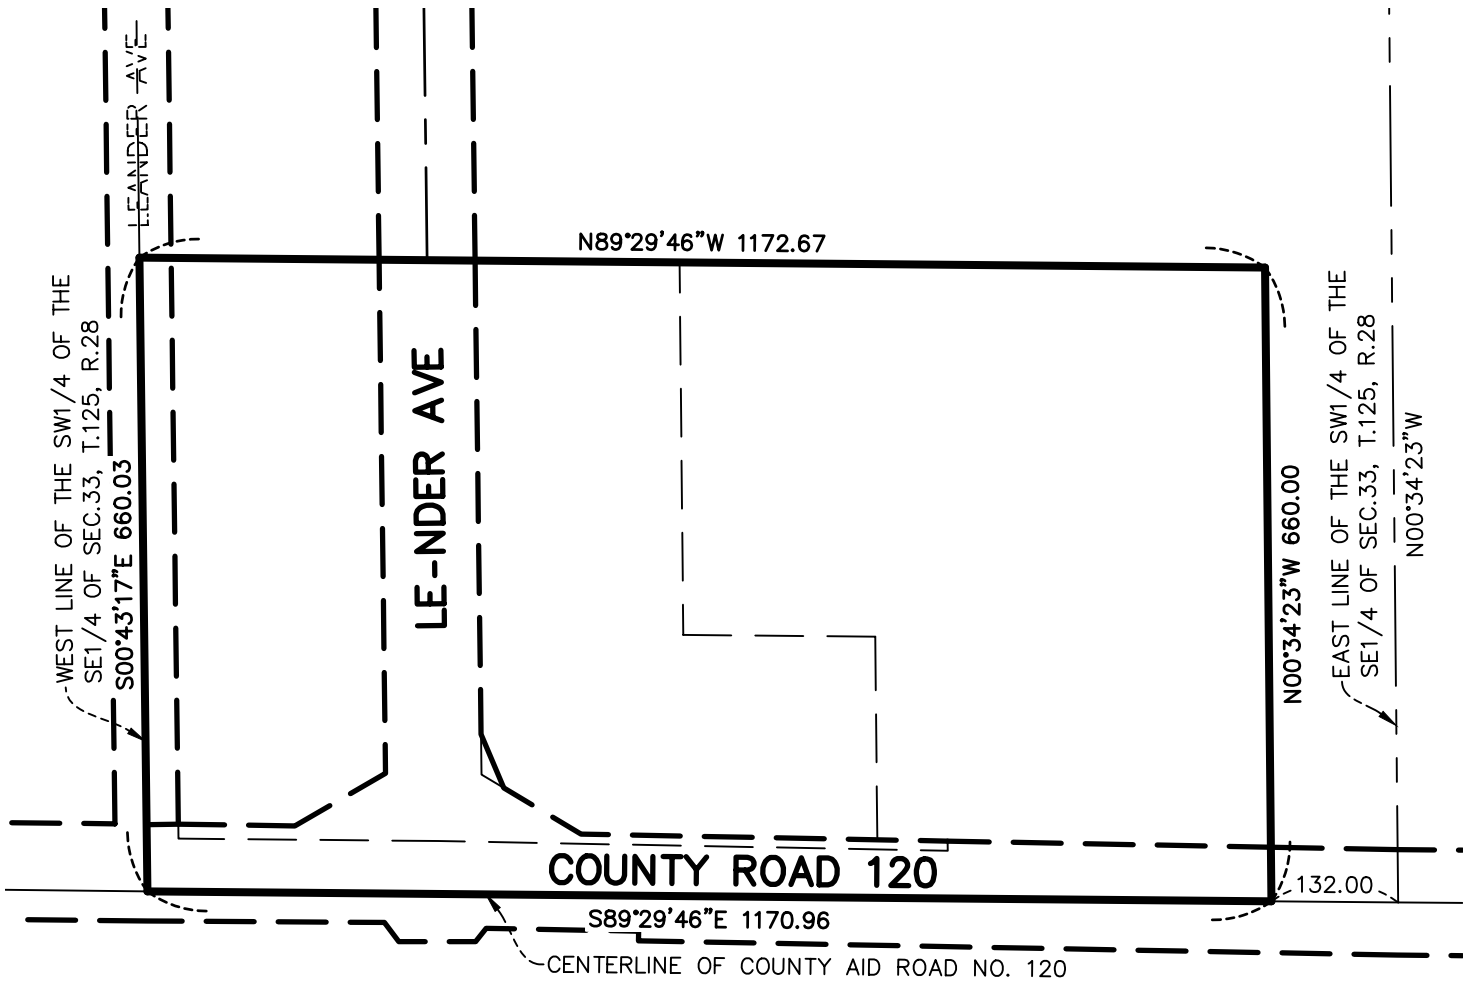 LEANDER AVE
N89°29'46"W 1172.67
WEST LINE OF THE SW1/4 OF THE
SE1/4 OF SEC.33, T.125, R.28
S00°43'17"E 660.03
LE-NDER AVE
N00°34'23"W 660.00
EAST LINE OF THE SW1/4 OF THE
SE1/4 OF SEC.33, T.125, R.28
N00°34'23"W
COUNTY ROAD 120
132.00
S89°29'46"E 1170.96
CENTERLINE OF COUNTY AID ROAD NO. 120